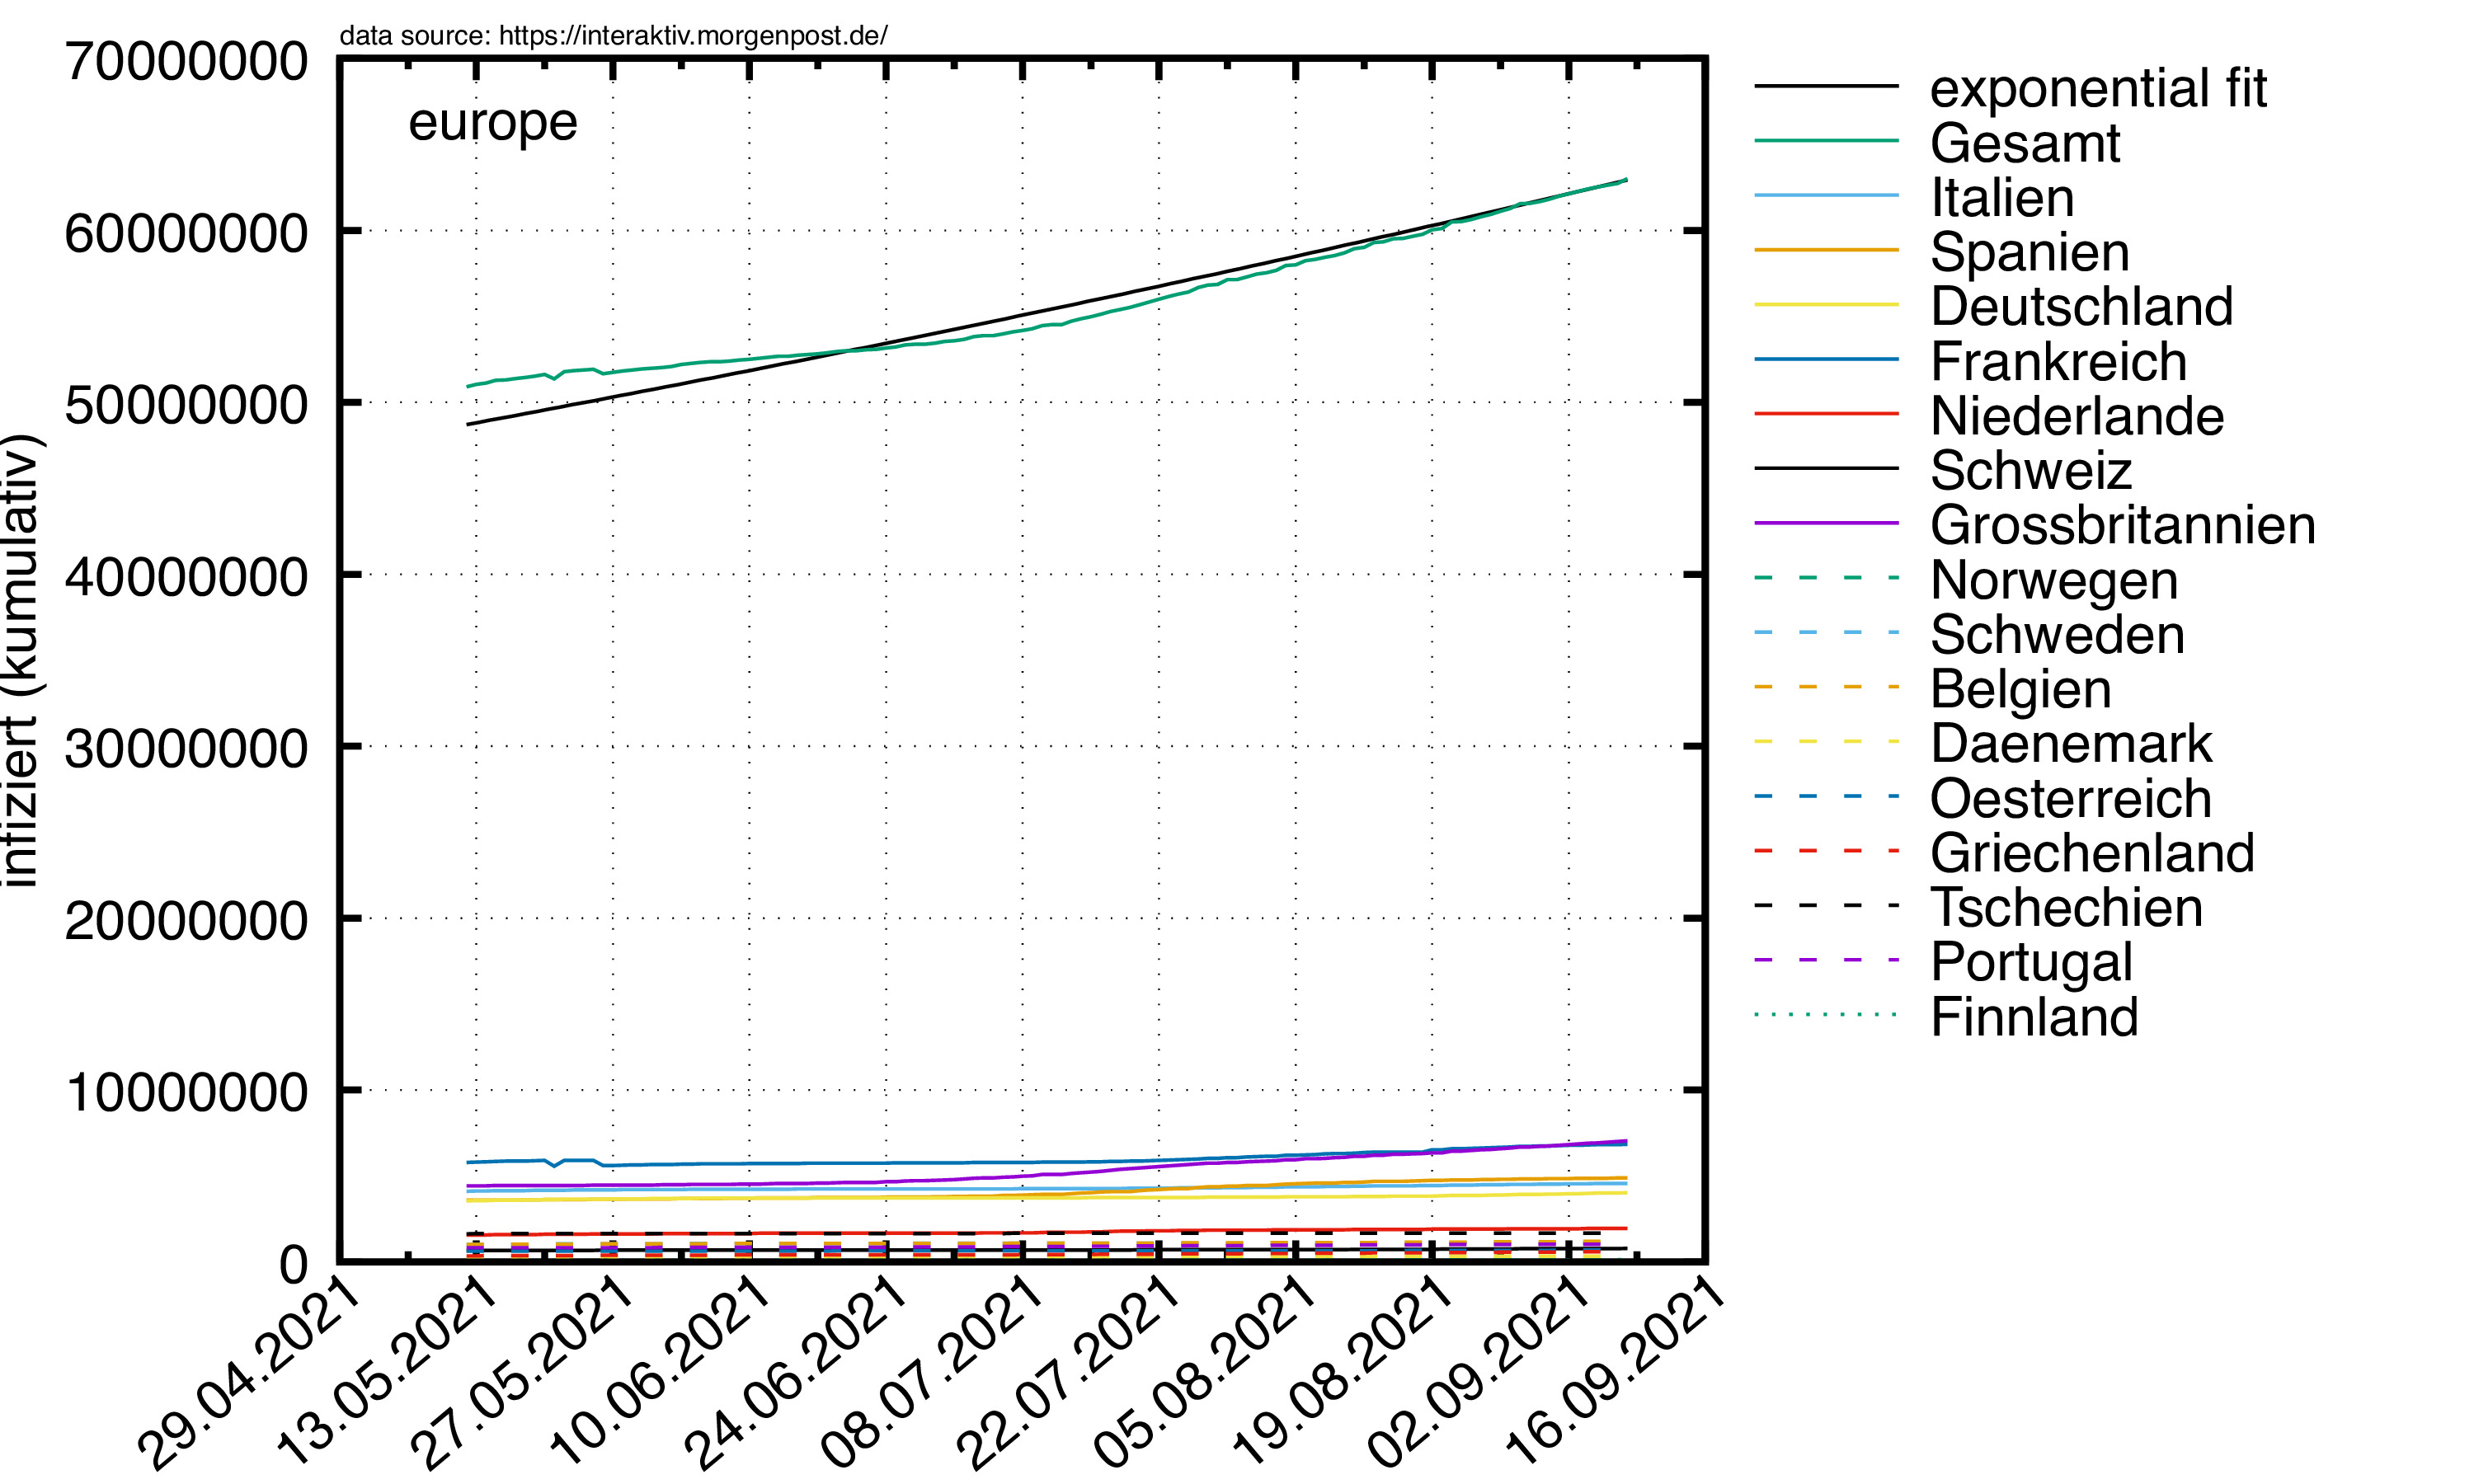 data source: https://interaktiv.morgenpost.de/
europe
infiziert (kumulativ)
70000000
60000000
50000000
40000000
30000000
20000000
10000000
0
29.04.2021
13.05.2021
27.05.2021
10.06.2021
24.06.2021
08.07.2021
22.07.2021
05.08.2021
19.08.2021
02.09.2021
16.09.2021
exponential fit
Gesamt
Italien
Spanien
Deutschland
Frankreich
Niederlande
Schweiz
Grossbritannien
Norwegen
Schweden
Belgien
Daenemark
Oesterreich
Griechenland
Tschechien
Portugal
Finnland